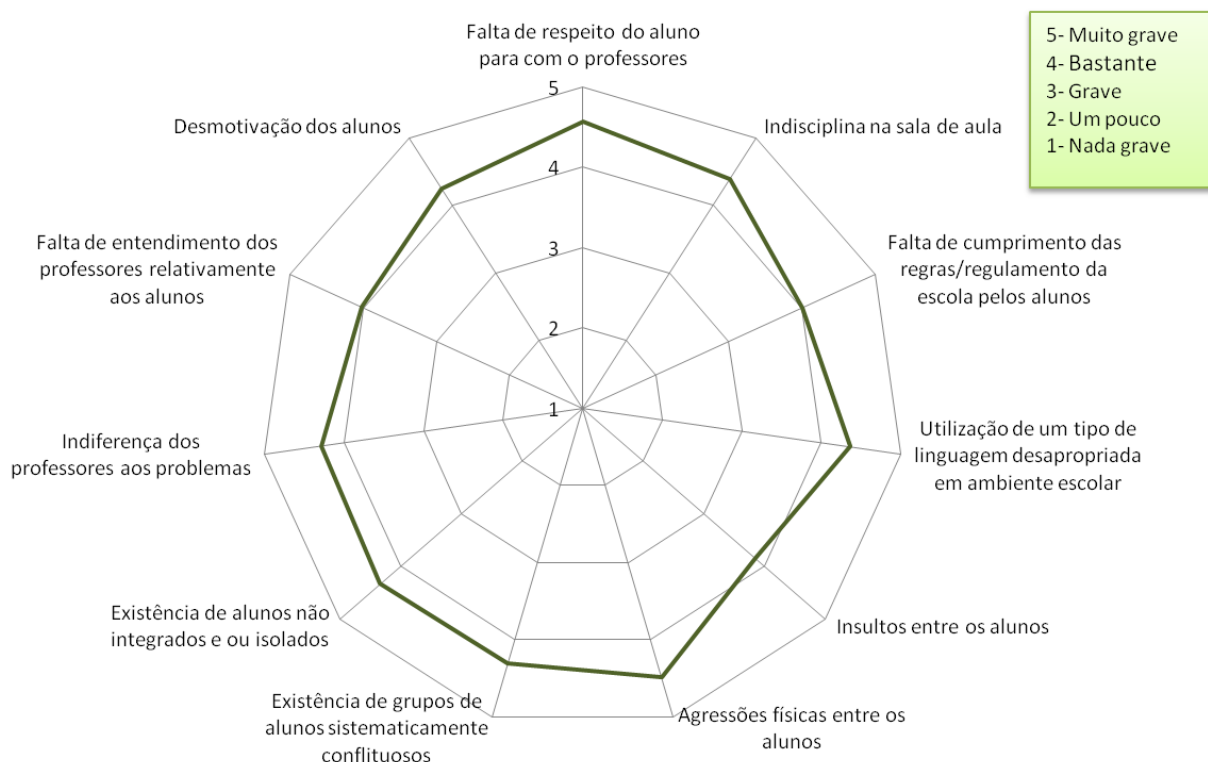 Falta de respeito do aluno
para com o professores
5- Muito grave
4- Bastante
3- Grave
2- Um pouco
1- Nada grave
5
4
3
2
1
Indisciplina na sala de aula
Falta de cumprimento das
regras/regulamento da
escola pelos alunos
Utilização de um tipo de
linguagem desapropriada
em ambiente escolar
Insultos entre os alunos
Agressões físicas entre os
alunos
Existência de grupos de
alunos sistematicamente
conflituosos
Existência de alunos não
integrados e ou isolados
Indiferença dos
professores aos problemas
Falta de entendimento dos
professores relativamente
aos alunos
Desmotivação dos alunos